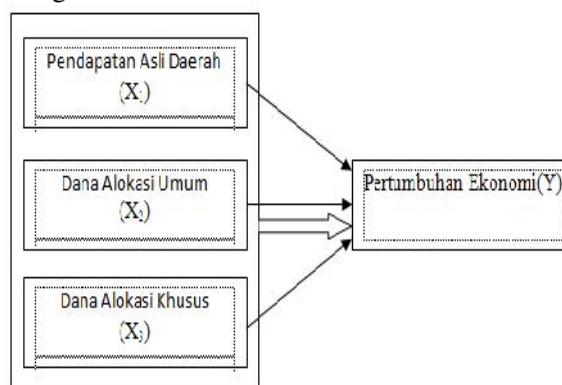 Pendapatan Asli Daerah
(X₁)
Dana Alokasi Umum
(X₂)
Dana Alokasi Khusus
(X₃)
Pertumbuhan Ekonomi(Y)